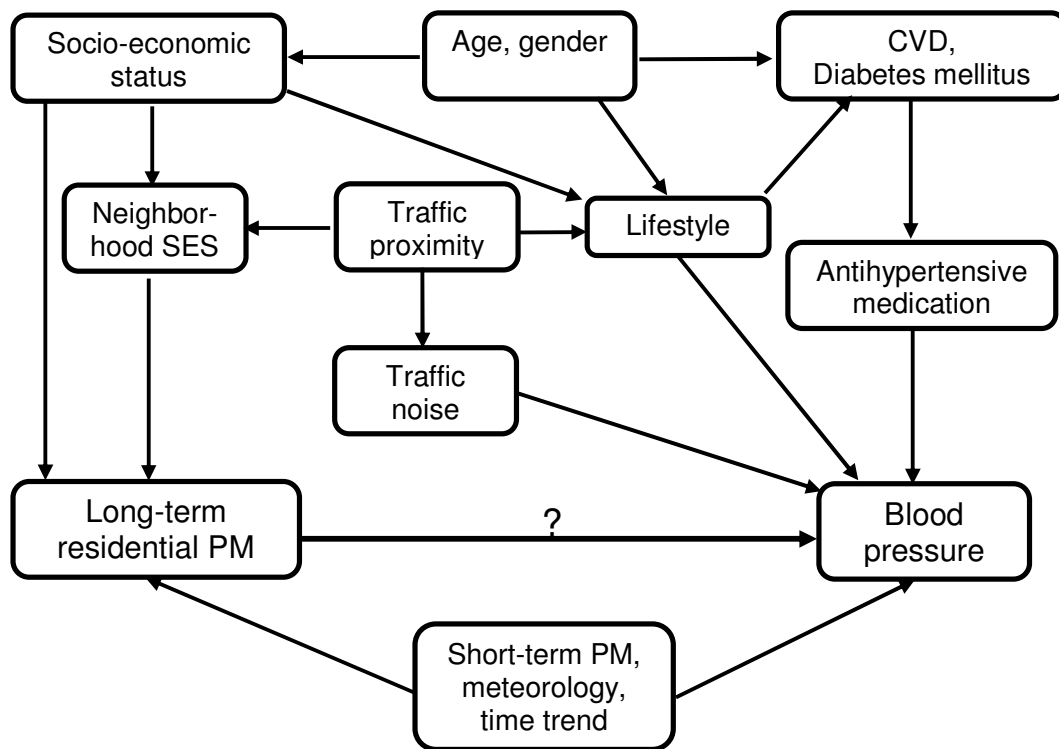 Socio-economic
status
Age, gender
CVD,
Diabetes mellitus
Neighbor-
hood SES
Traffic
proximity
Lifestyle
Antihypertensive
medication
Traffic
noise
Long-term
residential PM
?
Blood
pressure
Short-term PM,
meteorology,
time trend